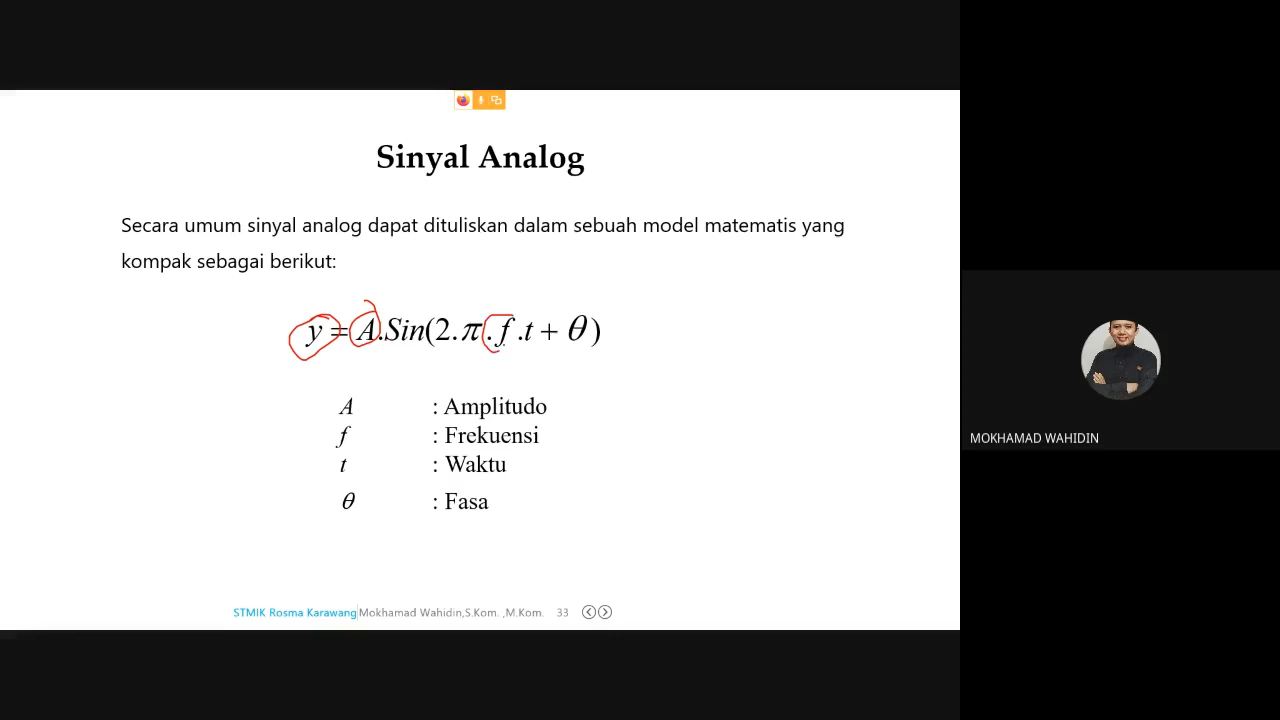 Sinyal Analog
Secara umum sinyal analog dapat dituliskan dalam sebuah model matematis yang
kompak sebagai berikut:
y = A.Sin(2.π.f.t + θ)
A : Amplitudo
f : Frekuensi
t : Waktu
θ : Fasa
MOKHAMAD WAHIDIN
STMIK Rosma Karawang|Mokhamad Wahidin,S.Kom. ,M.Kom. 33